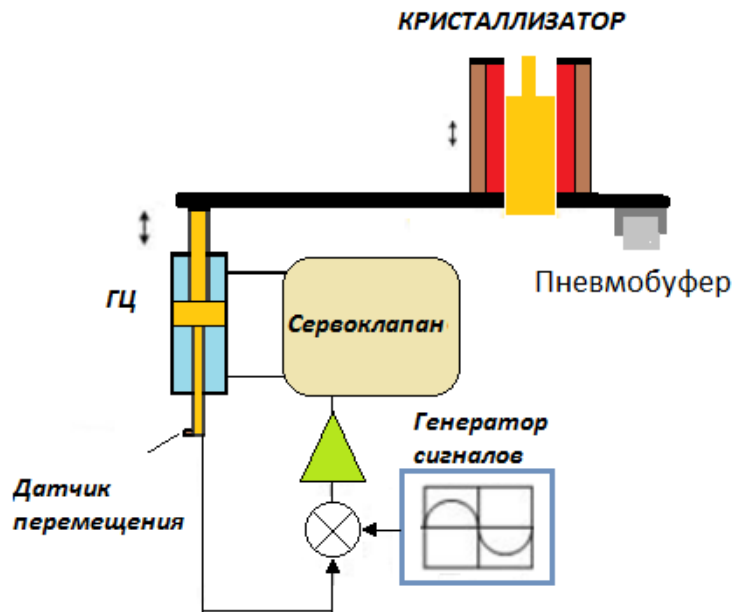 КРИСТАЛЛИЗАТОР
Пневмобуфер
ГЦ
Сервоклапан
Генератор
сигналов
Датчик
перемещения